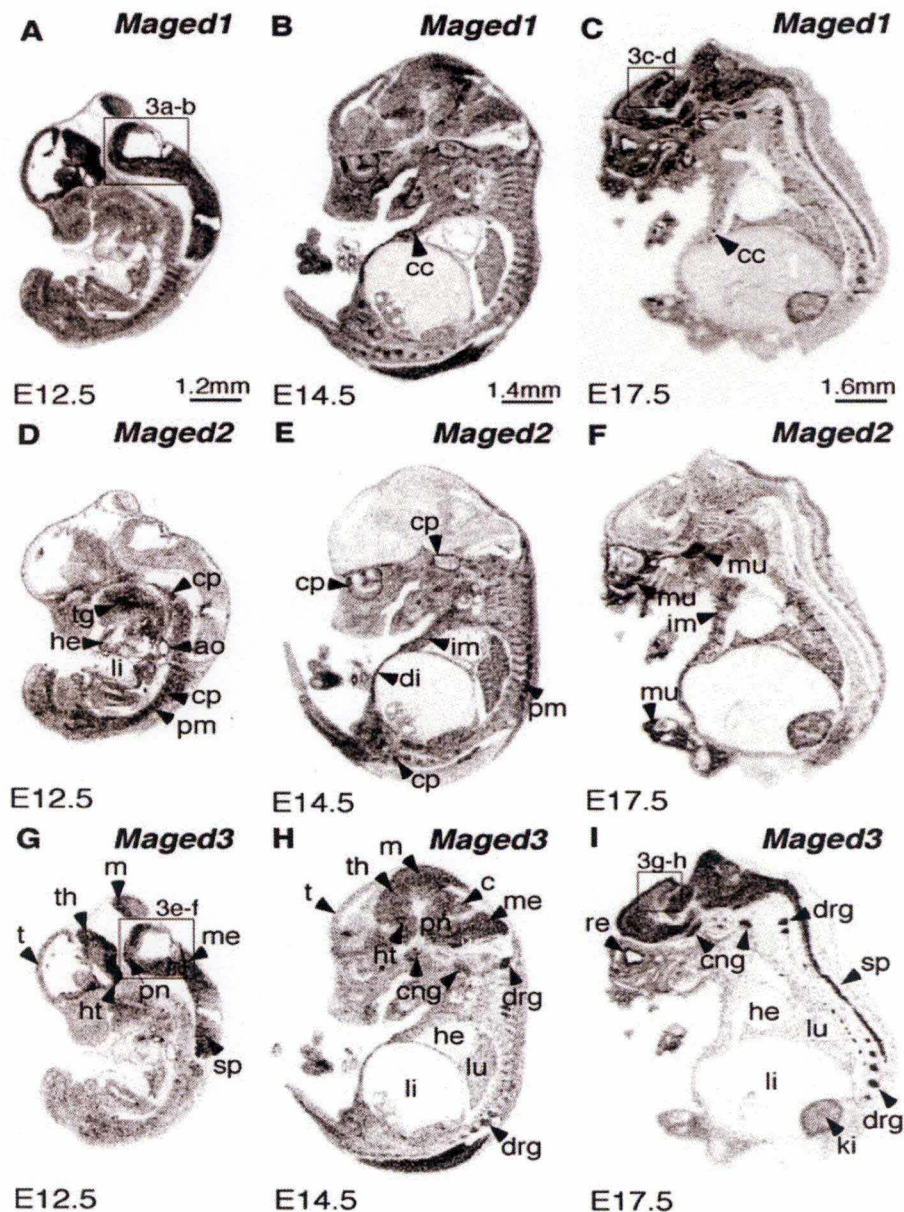 A Maged1
B Maged1
C Maged1
3a-b
3c-d
cc
cc
E12.5 1.2mm
E14.5 1.4mm
E17.5 1.6mm
D Maged2
E Maged2
F Maged2
cp
tg
he
li
ao
cp
pm
cp
cp
im
di
pm
cp
mu
mu
im
mu
E12.5
E14.5
E17.5
G Maged3
H Maged3
I Maged3
m
th
t
3e-f
me
ht
pn
sp
m
th
t
c
pn
me
ht
cng
drg
he
lu
li
drg
3g-h
re
cng
drg
sp
he
lu
li
drg
ki
E12.5
E14.5
E17.5